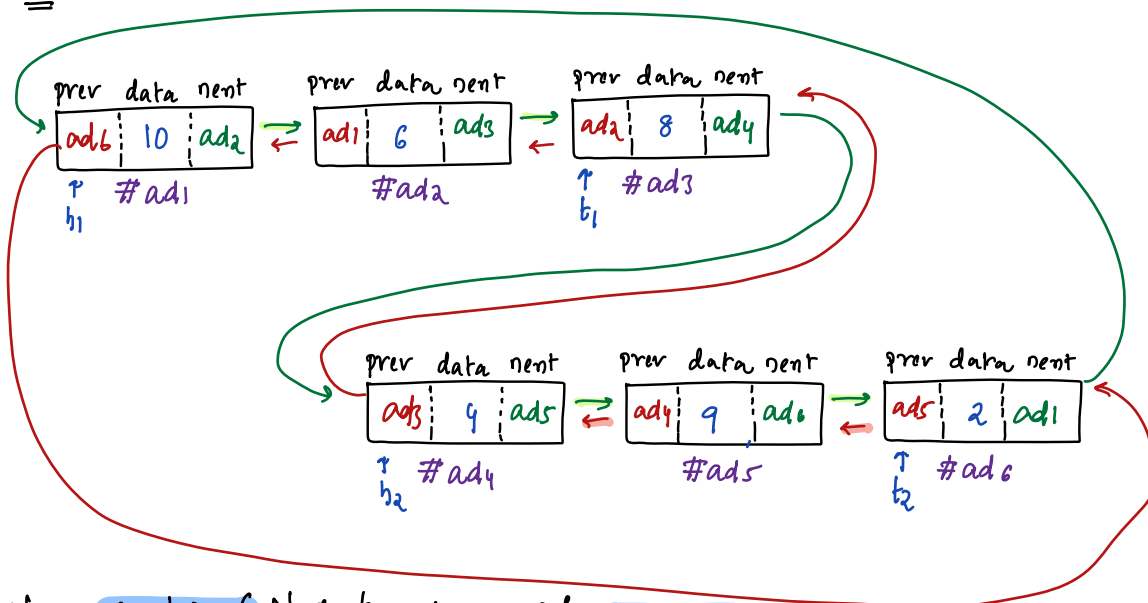 prev data next prev data next prev data next
ad6 10 ad2 ad1 6 ad3 ad2 8 ad4
#ad1 #ad2 #ad3
h1 t1
prev data next prev data next prev data next
ad3 4 ad5 ad4 9 ad6 ad5 2 ad1
#ad4 #ad5 #ad6
h2 t2